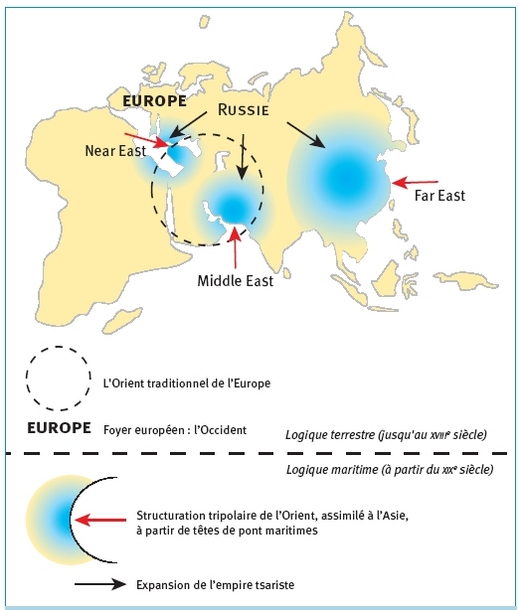 EUROPE
RUSSIE
Near East
Far East
Middle East
L'Orient traditionnel de l'Europe
EUROPE Foyer européen : l'Occident
Logique terrestre (jusqu'au XVIIIe siècle)
Logique maritime (à partir du XIXe siècle)
Structuration tripolaire de l'Orient, assimilé à l'Asie,
à partir de têtes de pont maritimes
Expansion de l'empire tsariste